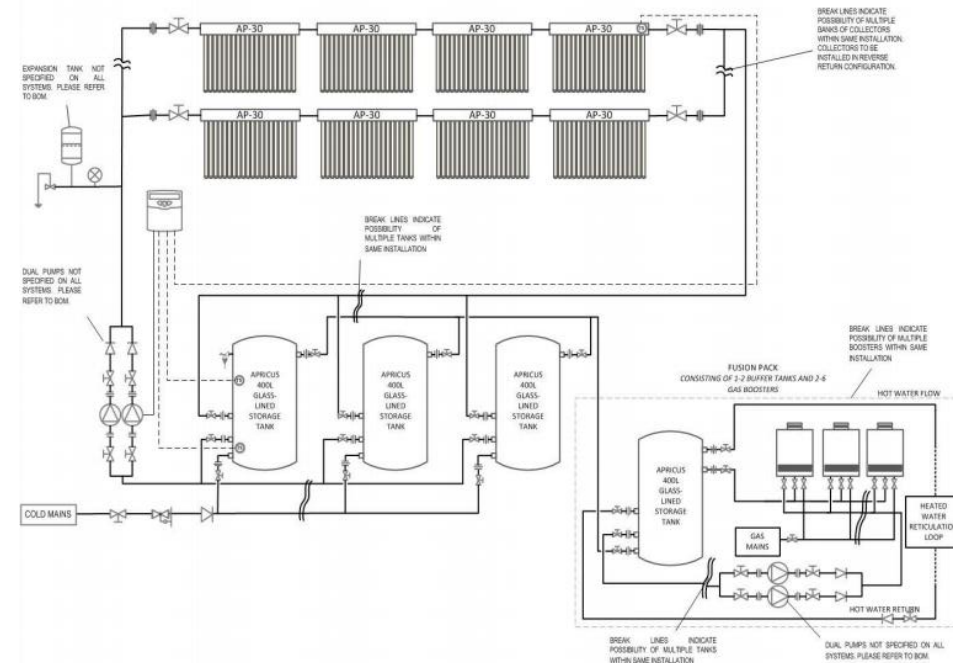 AP-30 AP-30 AP-30 AP-30
BREAK LINES INDICATE
POSSIBILITY OF MULTIPLE
BANKS OF COLLECTORS
WITHIN SAME INSTALLATION.
COLLECTORS TO BE
INSTALLED IN REVERSE
RETURN CONFIGURATION.
EXPANSION TANK NOT
SPECIFIED ON ALL
SYSTEMS. PLEASE REFER
TO BOM.
AP-30 AP-30 AP-30 AP-30
BREAK LINES INDICATE
POSSIBILITY OF
MULTIPLE TANKS WITHIN
SAME INSTALLATION
DUAL PUMPS NOT
SPECIFIED ON ALL
SYSTEMS. PLEASE
REFER TO BOM.
BREAK LINES INDICATE
POSSIBILITY OF MULTIPLE
BOOSTERS WITHIN SAME
INSTALLATION
APRICUS
400L
GLASS-
LINED
STORAGE
TANK
APRICUS
400L
GLASS-
LINED
STORAGE
TANK
APRICUS
400L
GLASS-
LINED
STORAGE
TANK
FUSION PACK
CONSISTING OF 1-2 BUFFER TANKS AND 2-6
GAS BOOSTERS
HOT WATER FLOW
APRICUS
400L
GLASS-
LINED
STORAGE
TANK
COLD MAINS
GAS
MAINS
HEATED
WATER
RETICULATION
LOOP
HOT WATER RETURN
BREAK LINES INDICATE
POSSIBILITY OF MULTIPLE TANKS
WITHIN SAME INSTALLATION
DUAL PUMPS NOT SPECIFIED ON ALL
SYSTEMS. PLEASE REFER TO BOM.